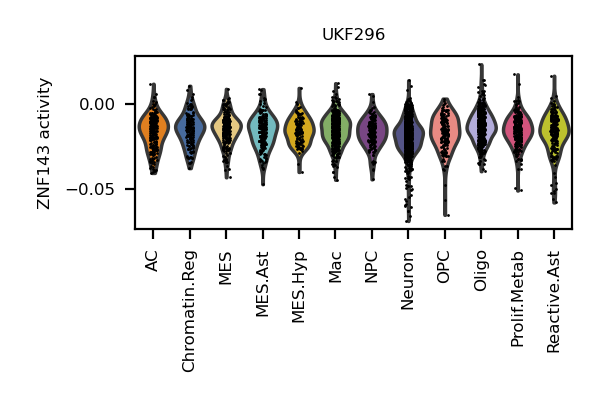 UKF296
ZNF143 activity
0.00
−0.05
AC
Chromatin.Reg
MES
MES.Ast
MES.Hyp
Mac
NPC
Neuron
OPC
Oligo
Prolif.Metab
Reactive.Ast